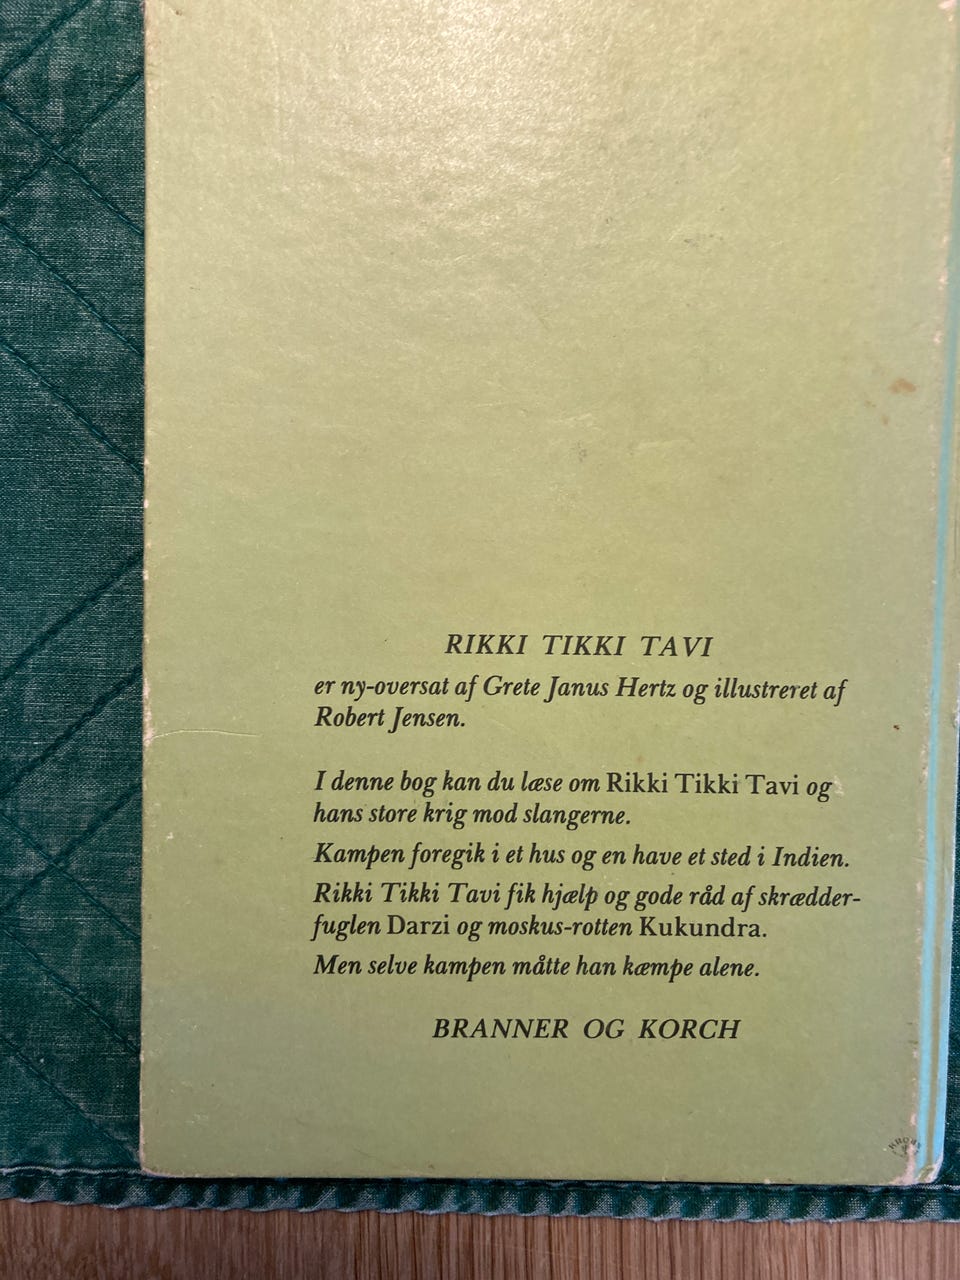 RIKKI TIKKI TAVI
er ny-oversat af Grete Janus Hertz og illustreret af
Robert Jensen.
I denne bog kan du læse om Rikki Tikki Tavi og
hans store krig mod slangerne.
Kampen foregik i et hus og en have et sted i Indien.
Rikki Tikki Tavi fik hjælp og gode råd af skrædder-
fuglen Darzi og moskus-rotten Kukundra.
Men selve kampen måtte han kæmpe alene.
BRANNER OG KORCH